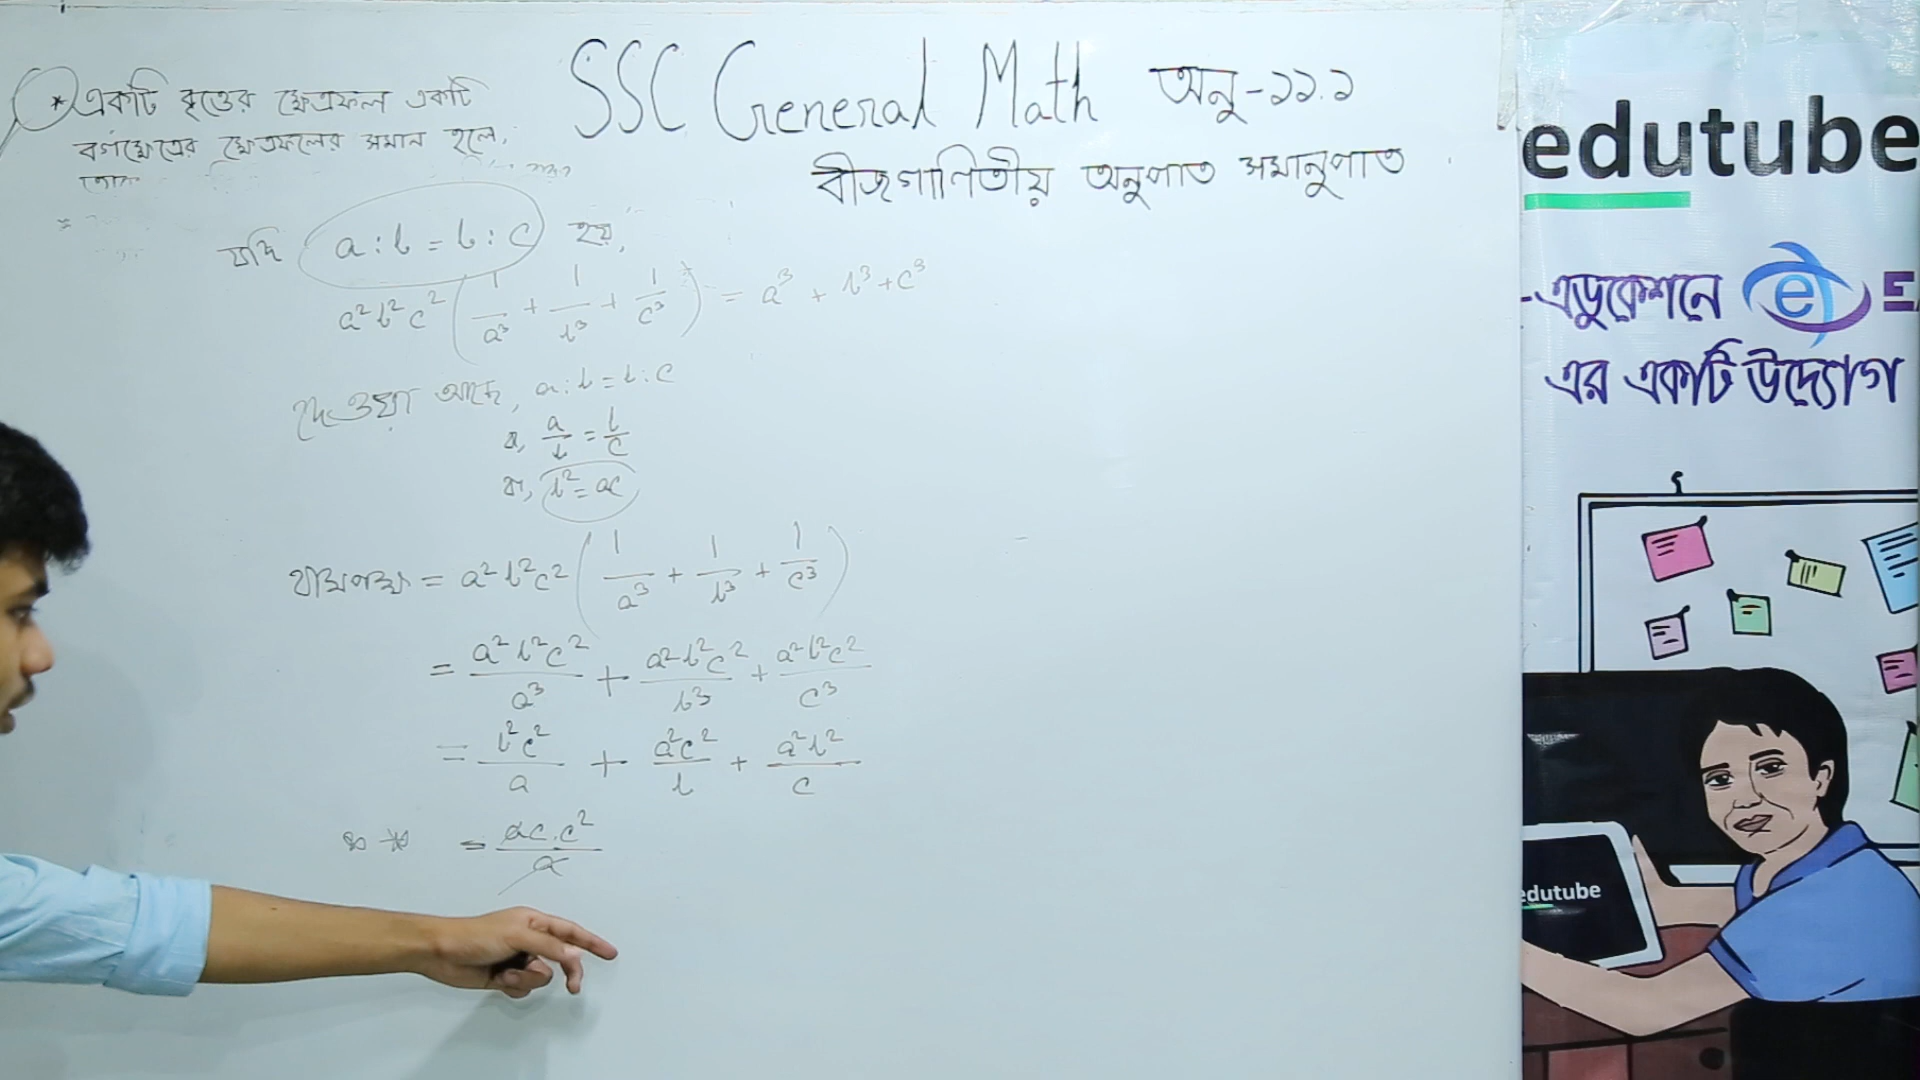 SSC General Math অনু-১১.১
বীজগাণিতীয় অনুপাত সমানুপাত
*একটি বৃত্তের ক্ষেত্রফল একটি
বর্গক্ষেত্রের ক্ষেত্রফলের সমান হলে,
যদি a : b = b : c হয়,
a²b²c² (1/a³ + 1/b³ + 1/c³) = a³ + b³ + c³
দেওয়া আছে, a : b = b : c
বা, a/b = b/c
বা, b² = ac
বামপক্ষ = a²b²c² (1/a³ + 1/b³ + 1/c³)
= a²b²c²/a³ + a²b²c²/b³ + a²b²c²/c³
= b²c²/a + a²c²/b + a²b²/c
= ac.c²/a
edutube
-এডুকেশনে
এর একটি উদ্যোগ
edutube